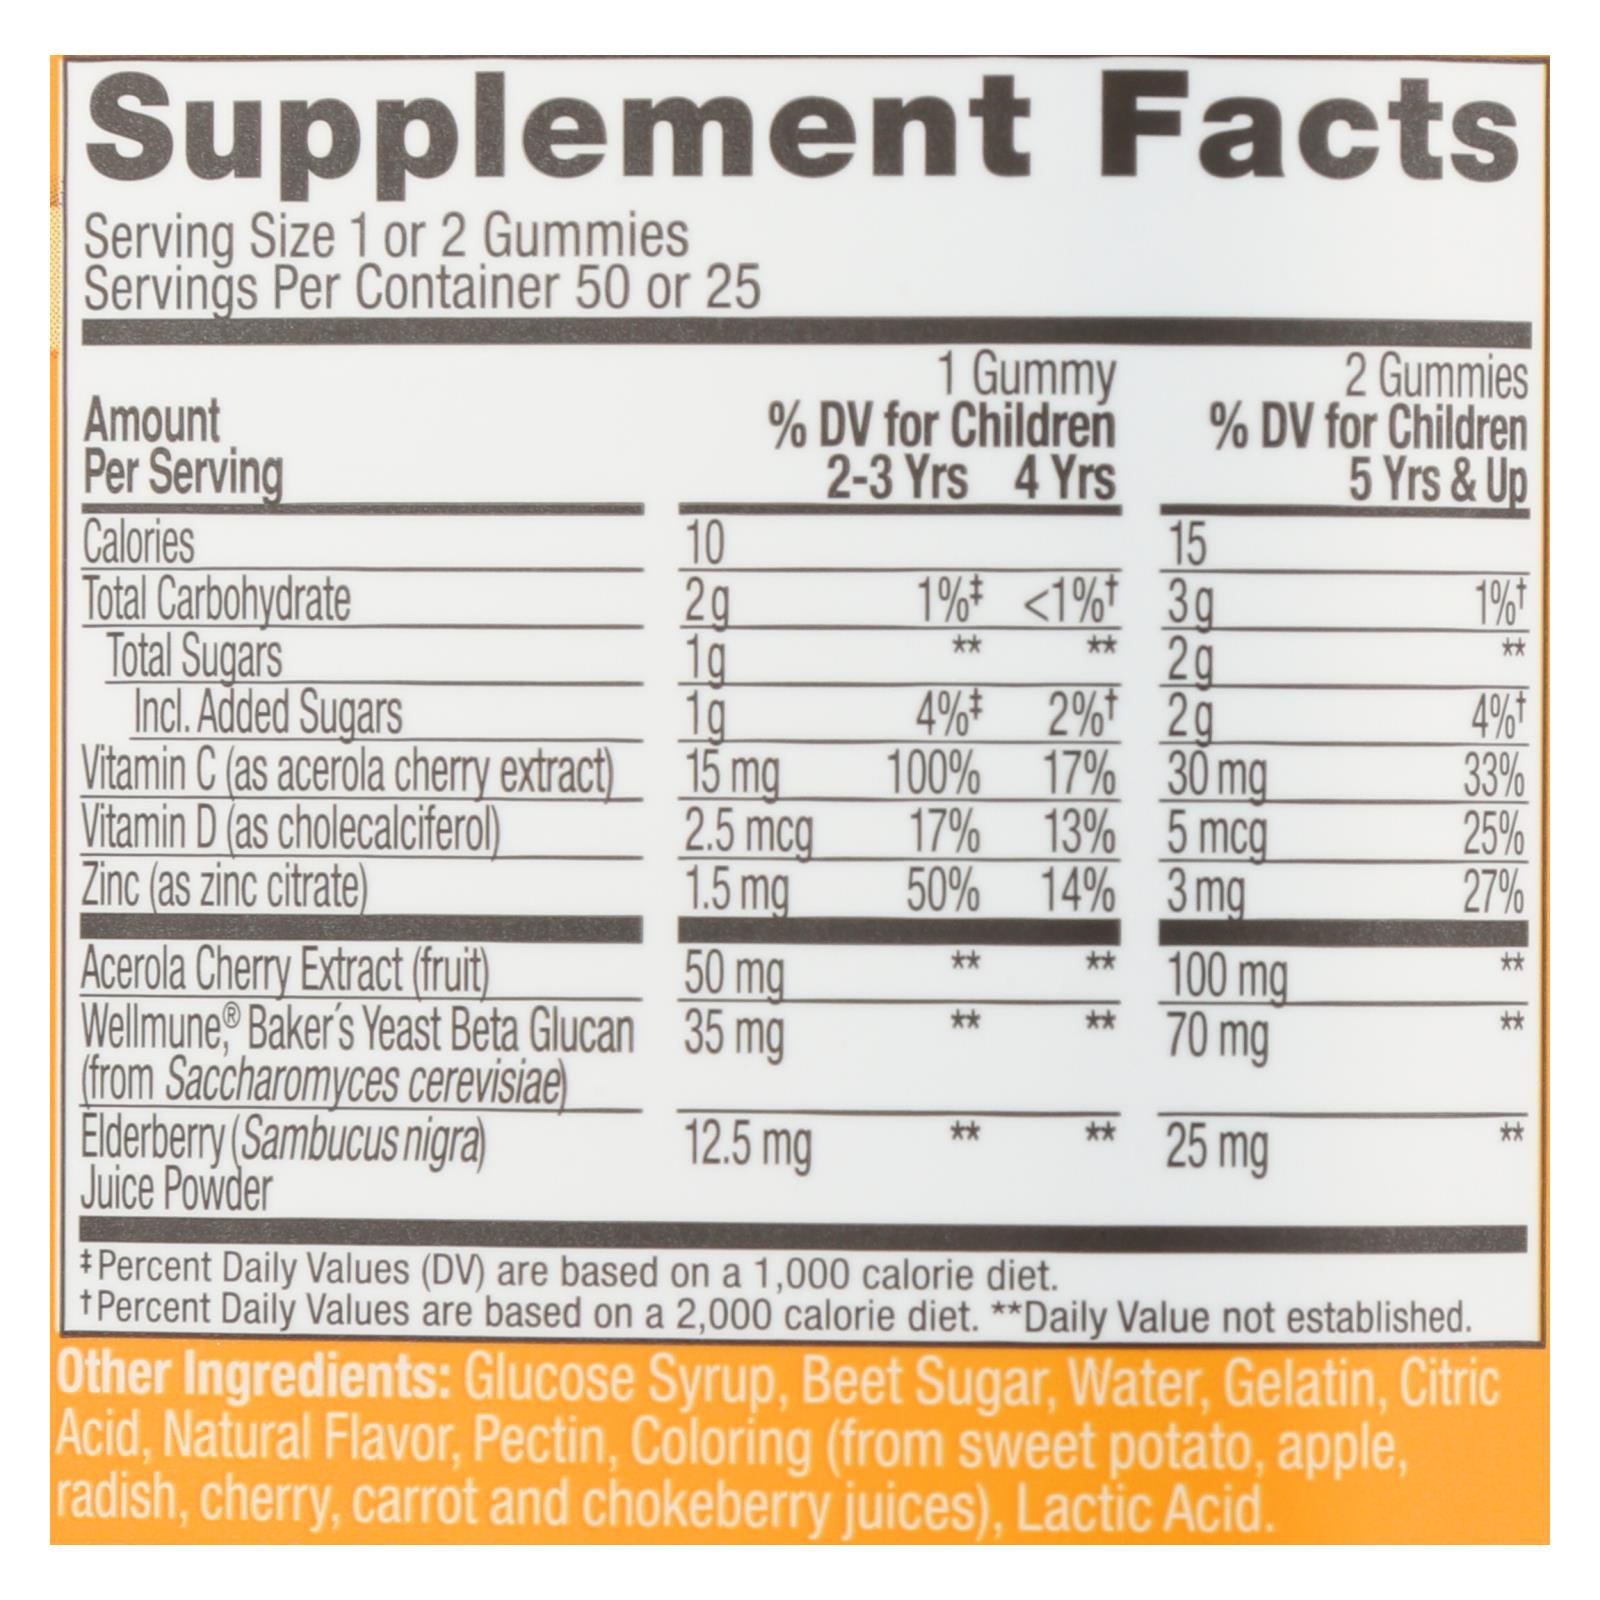 Supplement Facts
Serving Size 1 or 2 Gummies
Servings Per Container 50 or 25
1 Gummy 2 Gummies
Amount % DV for Children % DV for Children
Per Serving 2-3 Yrs 4 Yrs 5 Yrs & Up
Calories 10 15
Total Carbohydrate 2g 1%‡ <1%† 3g 1%†
Total Sugars 1g ** ** 2g **
Incl. Added Sugars 1g 4%‡ 2%† 2g 4%†
Vitamin C (as acerola cherry extract) 15 mg 100% 17% 30 mg 33%
Vitamin D (as cholecalciferol) 2.5 mcg 17% 13% 5 mcg 25%
Zinc (as zinc citrate) 1.5 mg 50% 14% 3 mg 27%
Acerola Cherry Extract (fruit) 50 mg ** ** 100 mg **
Wellmune,® Baker's Yeast Beta Glucan 35 mg ** ** 70 mg **
(from Saccharomyces cerevisiae)
Elderberry (Sambucus nigra) 12.5 mg ** ** 25 mg **
Juice Powder
‡Percent Daily Values (DV) are based on a 1,000 calorie diet.
†Percent Daily Values are based on a 2,000 calorie diet. **Daily Value not established.
Other Ingredients: Glucose Syrup, Beet Sugar, Water, Gelatin, Citric
Acid, Natural Flavor, Pectin, Coloring (from sweet potato, apple,
radish, cherry, carrot and chokeberry juices), Lactic Acid.